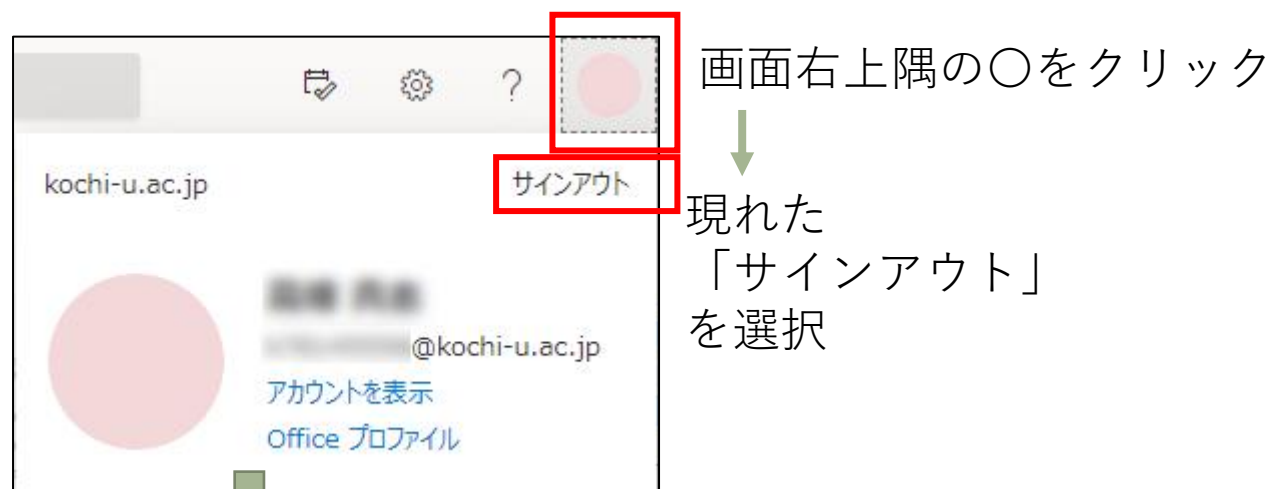 画面右上隅の〇をクリック
?
kochi-u.ac.jp
サインアウト
現れた
「サインアウト」
を選択
@kochi-u.ac.jp
アカウントを表示
Office プロファイル